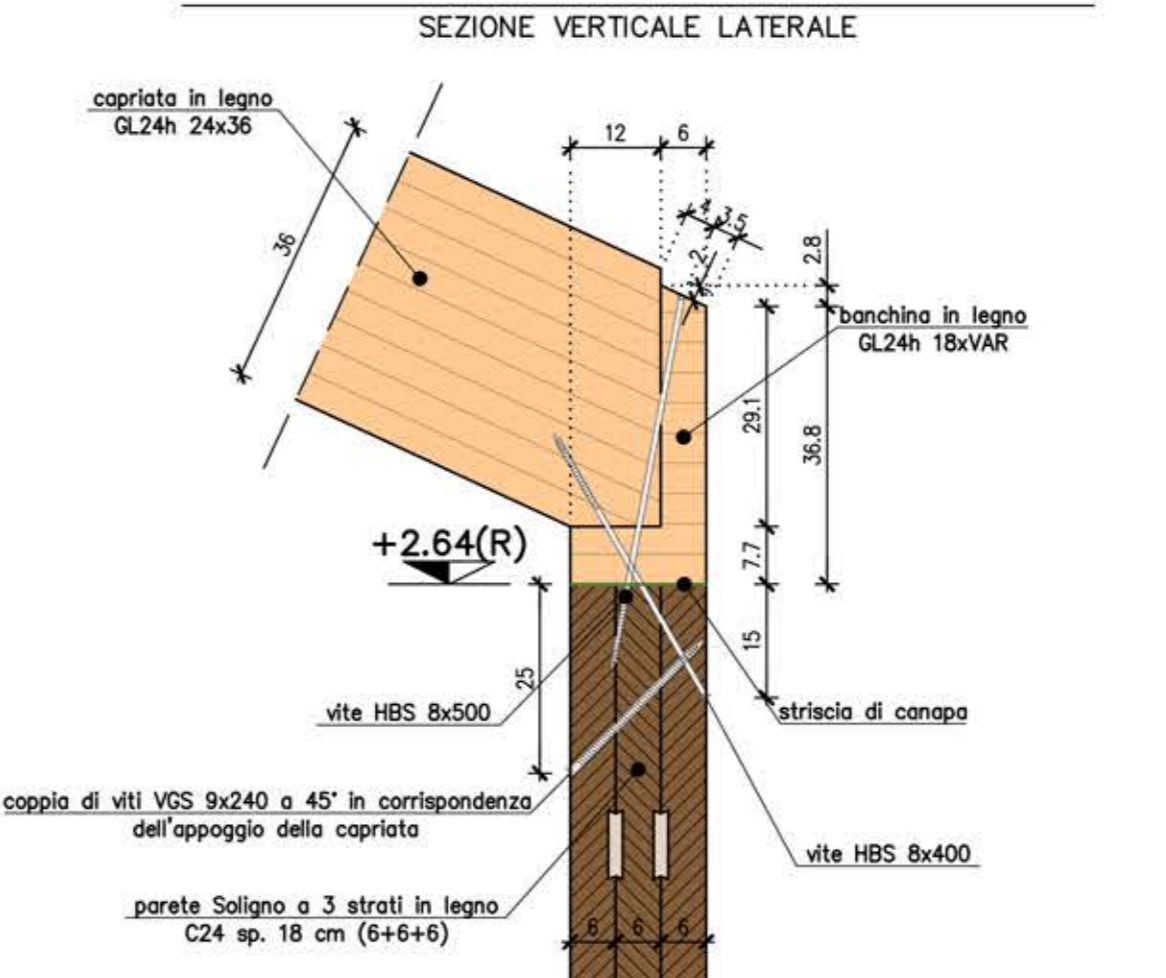 SEZIONE VERTICALE LATERALE
capriata in legno
GL24h 24x36
36
12
6
4
3.5
2
2.8
banchina in legno
GL24h 18xVAR
29.1
36.8
+2.64(R)
7.7
25
15
vite HBS 8x500
striscia di canapa
coppia di viti VGS 9x240 a 45° in corrispondenza
dell'appoggio della capriata
vite HBS 8x400
parete Soligno a 3 strati in legno
C24 sp. 18 cm (6+6+6)
6
6
6